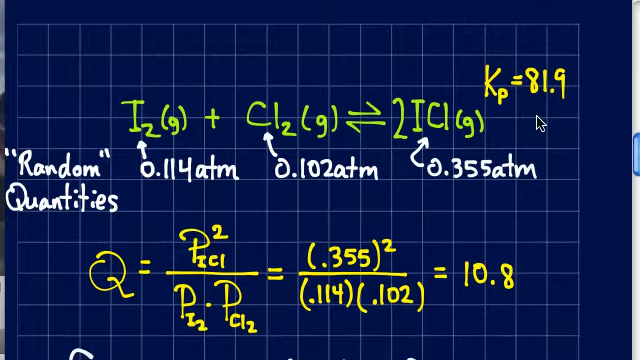 Kp=81.9
I2(g) + Cl2(g) ⇌ 2ICl(g)
"Random" 0.114atm 0.102atm 0.355atm
Quantities
Q = P²ICl / PI2 · PCl2 = (.355)² / (.114)(.102) = 10.8